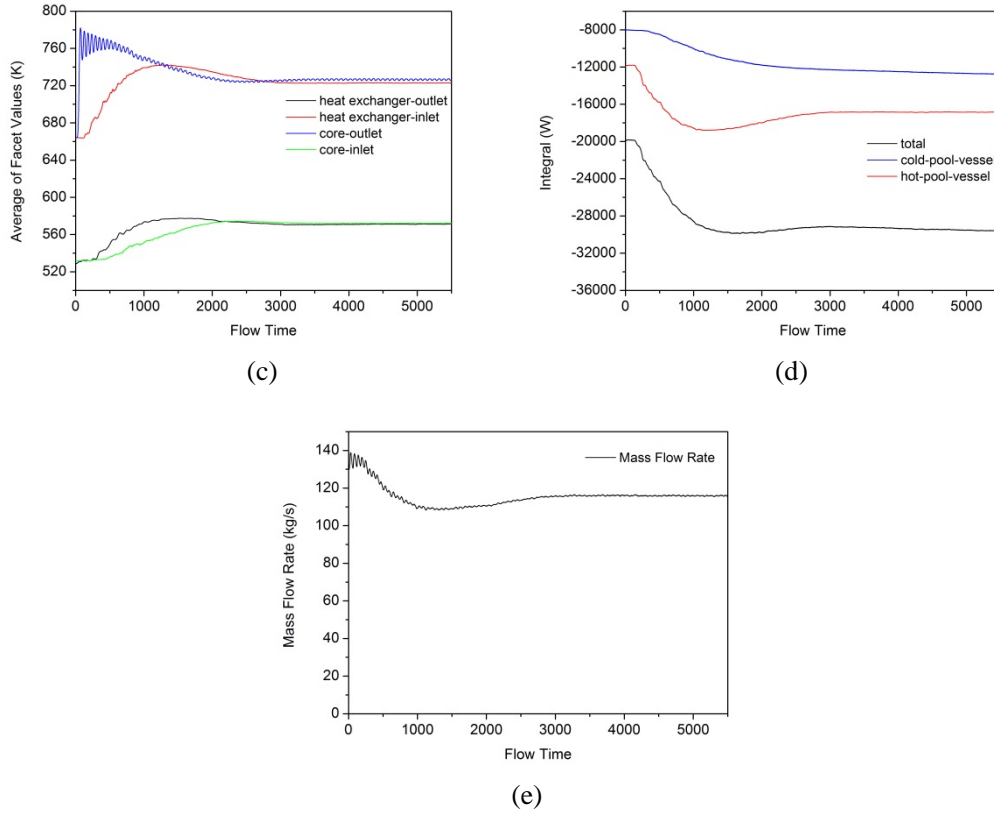 800
760
720
680
640
600
560
520
Average of Facet Values (K)
heat exchanger-outlet
heat exchanger-inlet
core-outlet
core-inlet
0 1000 2000 3000 4000 5000
Flow Time
(c)
-8000
-12000
-16000
-20000
-24000
-28000
-32000
-36000
Integral (W)
total
cold-pool-vesse
hot-pool-vessel
0 1000 2000 3000 4000 5000
Flow Time
(d)
140
120
100
80
60
40
20
0
Mass Flow Rate (kg/s)
Mass Flow Rate
0 1000 2000 3000 4000 5000
Flow Time
(e)